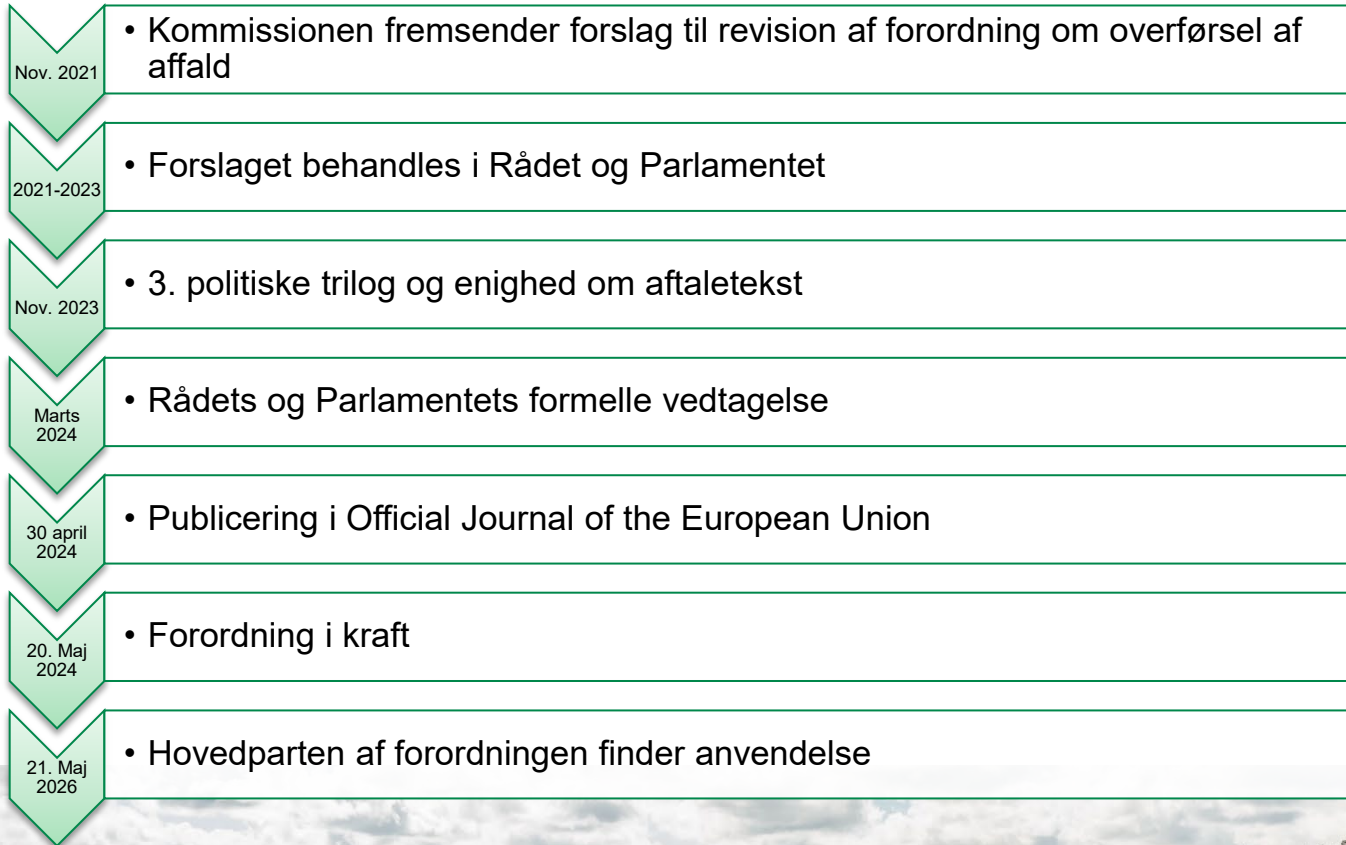 Nov. 2021
• Kommissionen fremsender forslag til revision af forordning om overførsel af
affald
2021-2023
• Forslaget behandles i Rådet og Parlamentet
Nov. 2023
• 3. politiske trilog og enighed om aftaletekst
Marts
2024
• Rådets og Parlamentets formelle vedtagelse
30 april
2024
• Publicering i Official Journal of the European Union
20. Maj
2024
• Forordning i kraft
21. Maj
2026
• Hovedparten af forordningen finder anvendelse